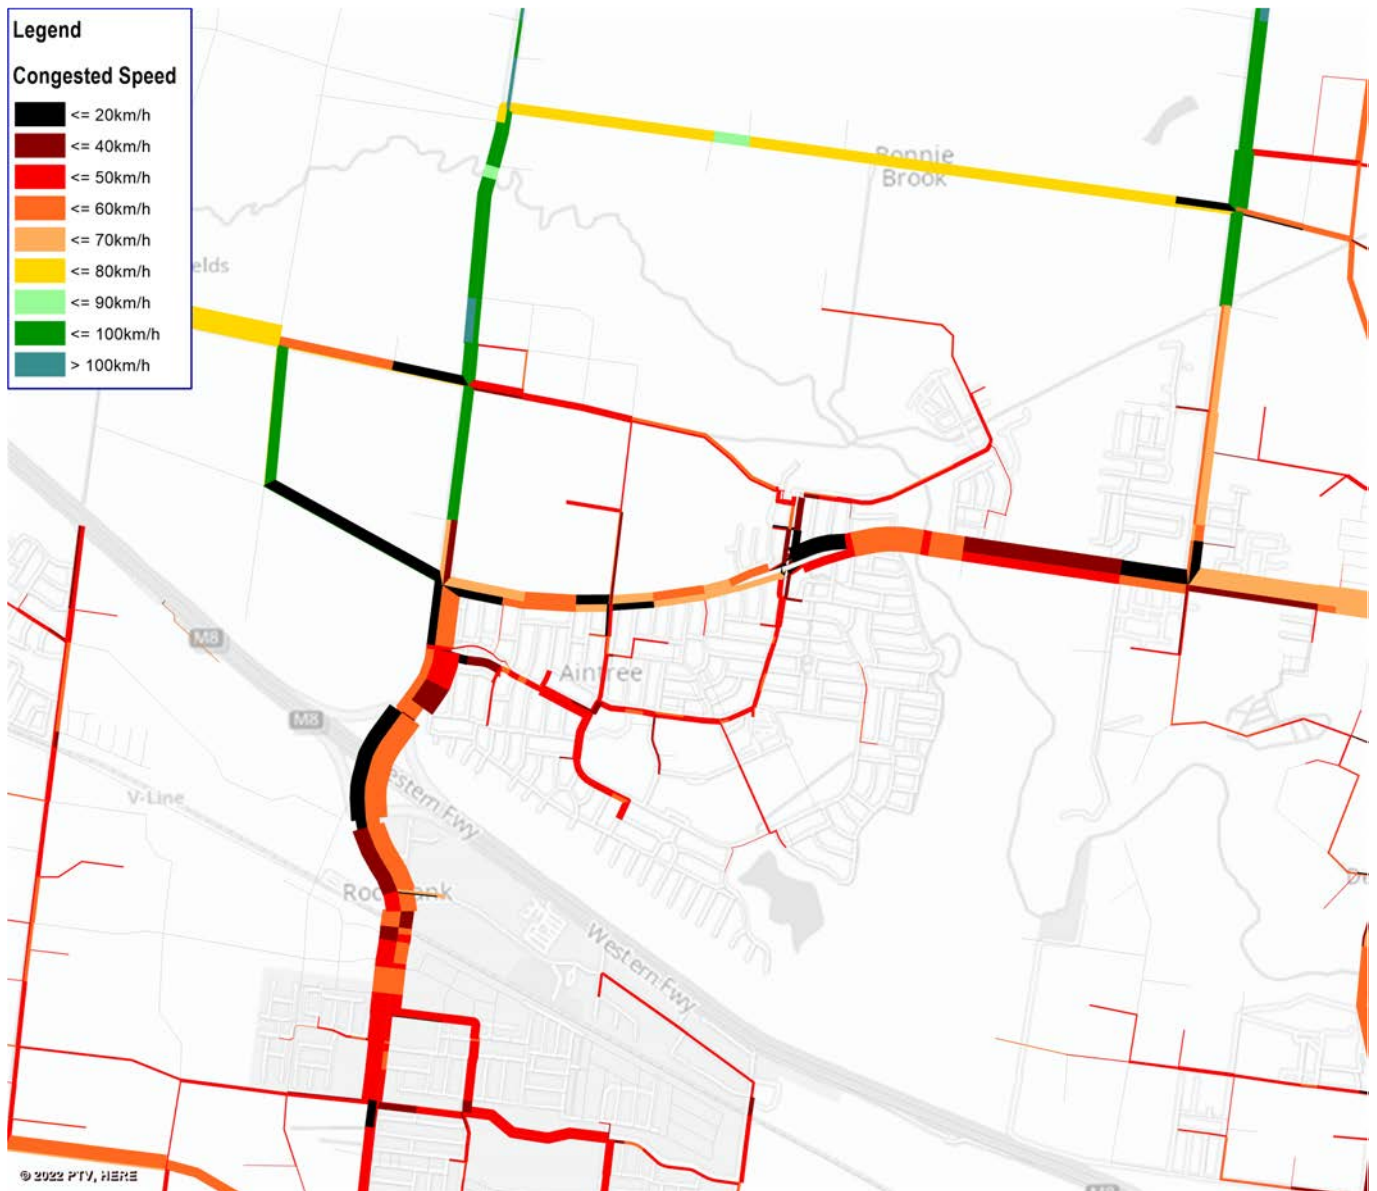 Legend
Congested Speed
<= 20km/h
<= 40km/h
<= 50km/h
<= 60km/h
<= 70km/h
<= 80km/h
<= 90km/h
<= 100km/h
> 100km/h
Bonnie
Brook
elds
M8
Aintree
M8
V-Line
estern Fwy
Western Fwy
© 2022 PTV, HERE